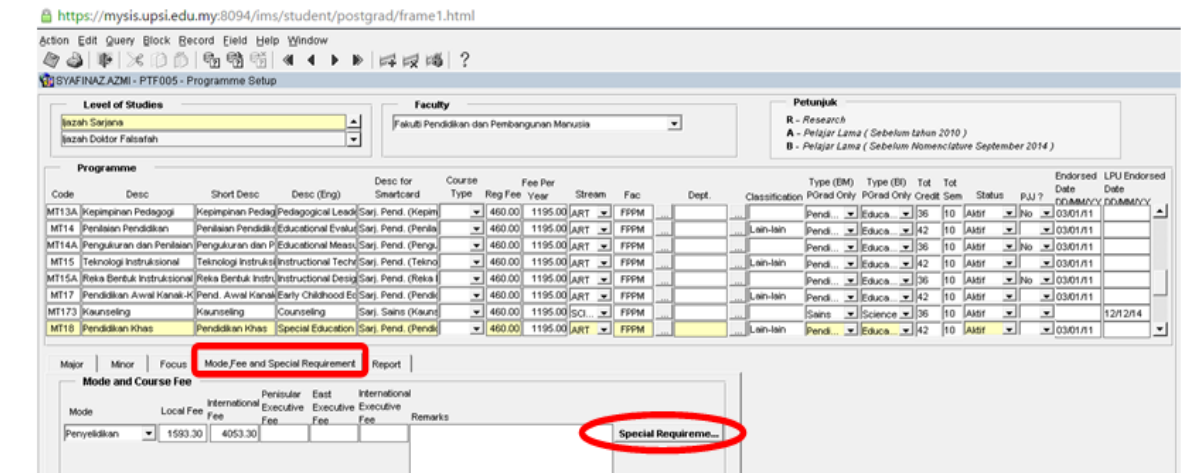 https://mysis.upsi.edu.my:8094/ims/student/postgrad/frame1.html
Action Edit Query Block Record Field Help Window
SYAFINAZ.AZMI - PTF005 - Programme Setup
Level of Studies
Ijazah Sarjana
Ijazah Doktor Falsafah
Faculty
Fakulti Pendidikan dan Pembangunan Manusia
Petunjuk
R - Research
A - Pelajar Lama ( Sebelum tahun 2010 )
B - Pelajar Lama ( Sebelum Nomenclature September 2014 )
Programme
Code Desc Short Desc Desc (Eng) Desc for Smartcard Course Type Reg Fee Fee Per Year Stream Fac Dept. Classification Type (BM) PGrad Only Type (BI) PGrad Only Tot Credit Tot Sem Status PJJ ? Endorsed Date DD/MM/YY LPU Endorsed Date DD/MM/YY
MT13A Kepimpinan Pedagogi Kepimpinan Pedag Pedagogical Leade Sarj. Pend. (Kepim 460.00 1195.00 ART FPPM ... ... Pendi... Educa... 36 10 Aktif No 03/01/11
MT14 Penilaian Pendidikan Penilaian Pendidik Educational Evalua Sarj. Pend. (Penila 460.00 1195.00 ART FPPM ... ... Lain-lain Pendi... Educa... 42 10 Aktif 03/01/11
MT14A Pengukuran dan Penilaian Pengukuran dan P Educational Measu Sarj. Pend. (Pengu 460.00 1195.00 ART FPPM ... ... Pendi... Educa... 36 10 Aktif No 03/01/11
MT15 Teknologi Instruksional Teknologi Instruksi Instructional Techn Sarj. Pend. (Tekno 460.00 1195.00 ART FPPM ... ... Lain-lain Pendi... Educa... 42 10 Aktif 03/01/11
MT15A Reka Bentuk Instruksional Reka Bentuk Instru Instructional Desig Sarj. Pend. (Reka 460.00 1195.00 ART FPPM ... ... Pendi... Educa... 36 10 Aktif No 03/01/11
MT17 Pendidikan Awal Kanak-K Pend. Awal Kanak Early Childhood Ed Sarj. Pend. (Pendi 460.00 1195.00 ART FPPM ... ... Lain-lain Pendi... Educa... 42 10 Aktif 03/01/11
MT173 Kaunseling Kaunseling Counseling Sarj. Sains (Kauns 460.00 1195.00 SCI... FPPM ... ... Sains Science 36 10 Aktif 12/12/14
MT18 Pendidikan Khas Pendidikan Khas Special Education Sarj. Pend. (Pendi 460.00 1195.00 ART FPPM ... ... Lain-lain Pendi... Educa... 42 10 Aktif 03/01/11
Major Minor Focus Mode,Fee and Special Requirement Report
Mode and Course Fee
Mode Local Fee International Fee Penisular Executive Fee East Executive Fee International Executive Fee Remarks
Penyelidikan 1593.30 4053.30 Special Requireme...